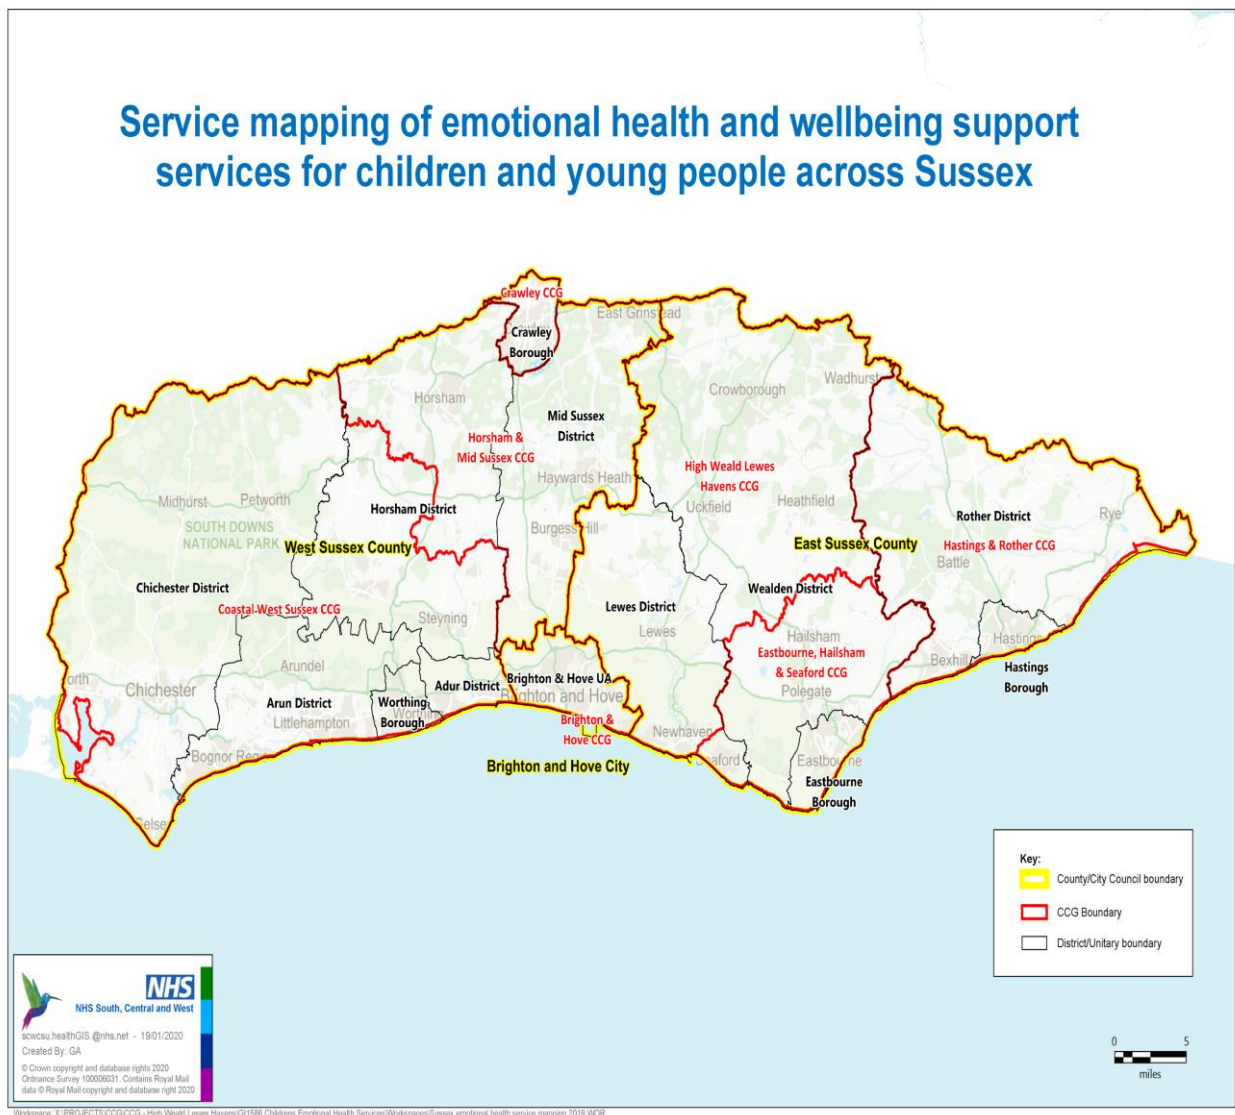 Service mapping of emotional health and wellbeing support
services for children and young people across Sussex
Crawley CCG
East Grinstead
Crawley
Borough
Wadhurst
Crowborough
Horsham
Mid Sussex
District
Horsham &
Mid Sussex CCG
High Weald Lewes
Havens CCG
Haywards Heath
Midhurst
Petworth
Uckfield
Heathfield
Horsham District
Rother District
Rye
SOUTH DOWNS
NATIONAL PARK
Burgess Hill
West Sussex County
East Sussex County
Hastings & Rother CCG
Battle
Chichester District
Wealden District
Coastal West Sussex CCG
Lewes District
Steyning
Lewes
Hailsham
Hastings
Eastbourne, Hailsham
& Seaford CCG
Bexhill
Hastings
Borough
Arundel
Brighton & Hove UA
Adur District
Polegate
Chichester
Brighton and Hove
Arun District
Worthing
Borough
Littlehampton
Brighton &
Hove CCG
Newhaven
Bognor Regis
Seaford
Eastbourne
Brighton and Hove City
Eastbourne
Borough
Selsey
Key:
County/City Council boundary
CCG Boundary
District/Unitary boundary
NHS
NHS South, Central and West
scwcsu.healthGIS.@nhs.net - 19/01/2020
Created By: GA
© Crown copyright and database rights 2020
Ordnance Survey 100006031. Contains Royal Mail
data © Royal Mail copyright and database right 2020
0 5
miles